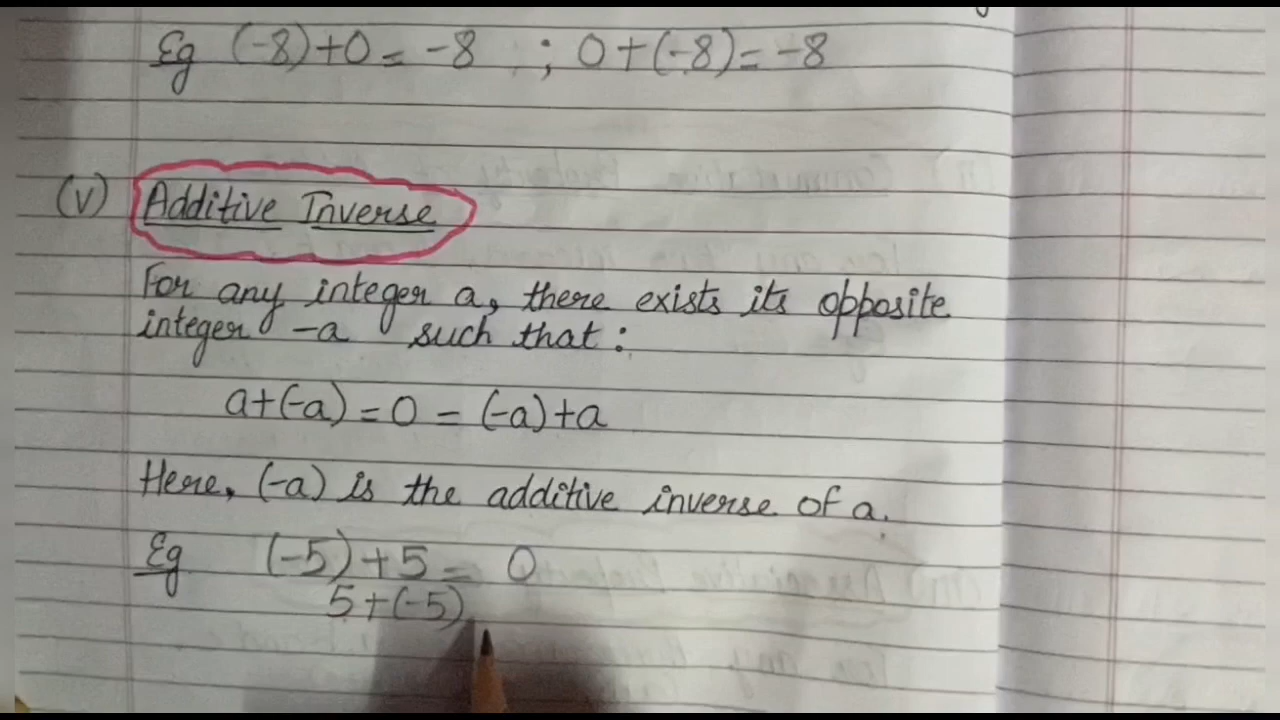 Eg (-8)+0 = -8 ; 0+(-8) = -8
(v) Additive Inverse
For any integer a, there exists its opposite
integer -a such that :
a+(-a) = 0 = (-a)+a
Here, (-a) is the additive inverse of a.
Eg (-5)+5 = 0
5+(-5)